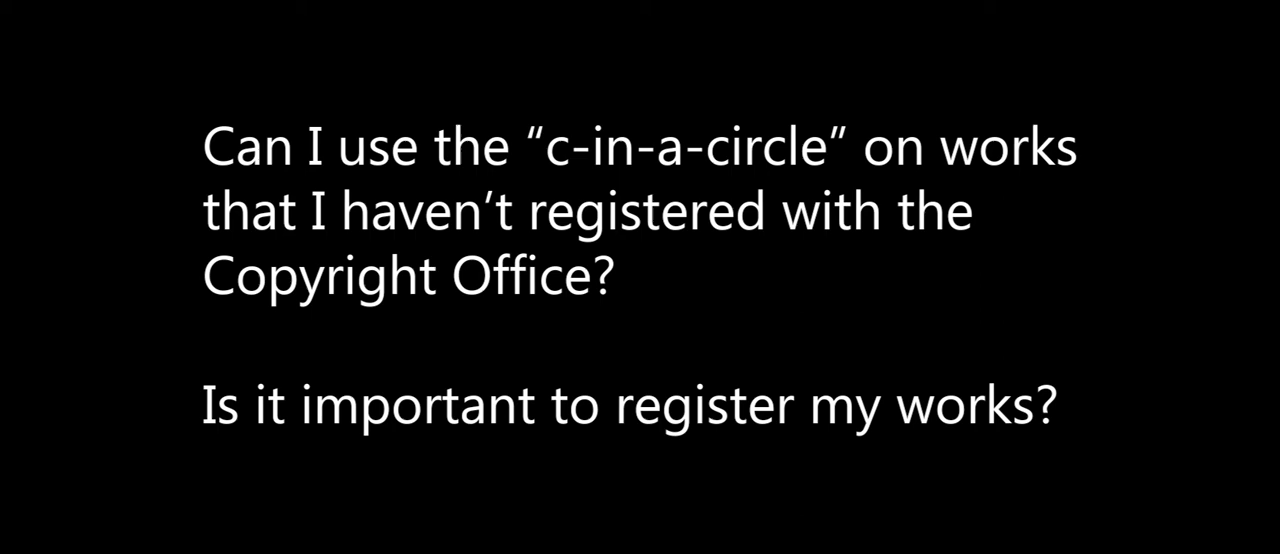 Can I use the “c-in-a-circle” on works
that I haven’t registered with the
Copyright Office?
Is it important to register my works?